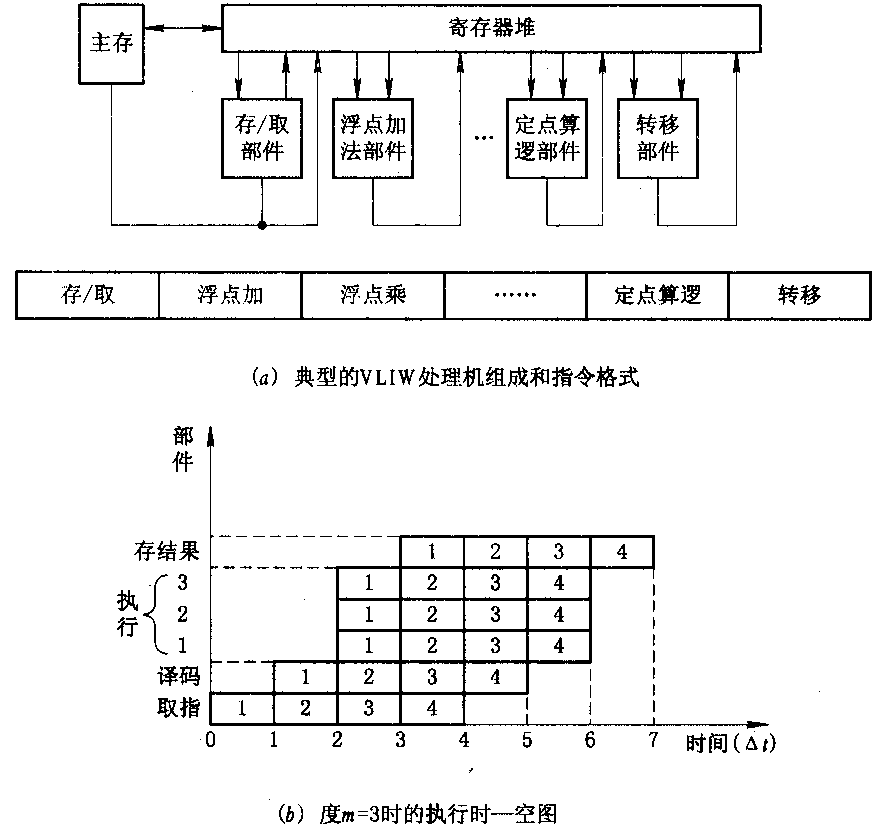 主存
寄存器堆
存/取部件
浮点加法部件
…
定点算逻部件
转移部件
存/取 浮点加 浮点乘 …… 定点算逻 转移
(a) 典型的VLIW处理机组成和指令格式
部件
存结果 1 2 3 4
执行
3 1 2 3 4
2 1 2 3 4
1 1 2 3 4
译码 1 2 3 4
取指 1 2 3 4
0 1 2 3 4 5 6 7 时间(Δt)
(b) 度m=3时的执行时—空图